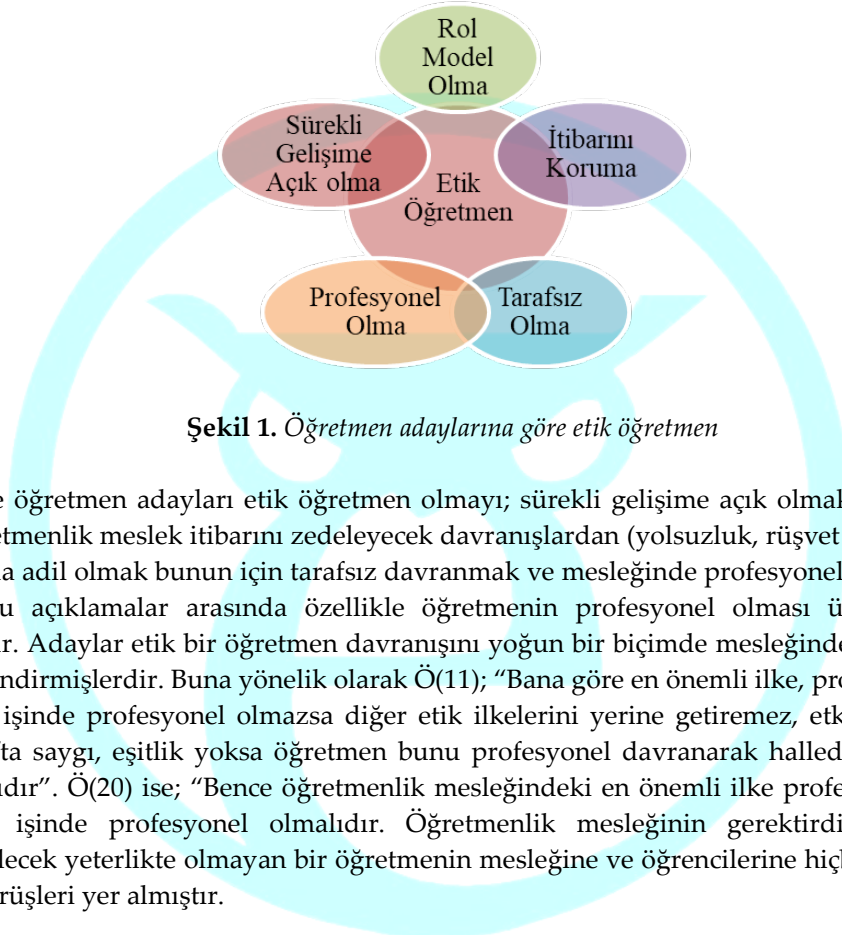 Rol
Model
Olma
Sürekli
Gelişime
Açık olma
İtibarını
Koruma
Etik
Öğretmen
Profesyonel
Olma
Tarafsız
Olma
Şekil 1. Öğretmen adaylarına göre etik öğretmen
öğretmen adayları etik öğretmen olmayı; sürekli gelişime açık olmak
etmenlik meslek itibarını zedeleyecek davranışlardan (yolsuzluk, rüşvet
a adil olmak bunun için tarafsız davranmak ve mesleğinde profesyonel
u açıklamalar arasında özellikle öğretmenin profesyonel olması ü
r. Adaylar etik bir öğretmen davranışını yoğun bir biçimde mesleğinde
ndirmişlerdir. Buna yönelik olarak Ö(11); “Bana göre en önemli ilke, pro
işinde profesyonel olmazsa diğer etik ilkelerini yerine getiremez, etk
ta saygı, eşitlik yoksa öğretmen bunu profesyonel davranarak halled
ıdır”. Ö(20) ise; “Bence öğretmenlik mesleğindeki en önemli ilke profe
işinde profesyonel olmalıdır. Öğretmenlik mesleğinin gerektirdi
lecek yeterlikte olmayan bir öğretmenin mesleğine ve öğrencilerine hiçb
rüşleri yer almıştır.